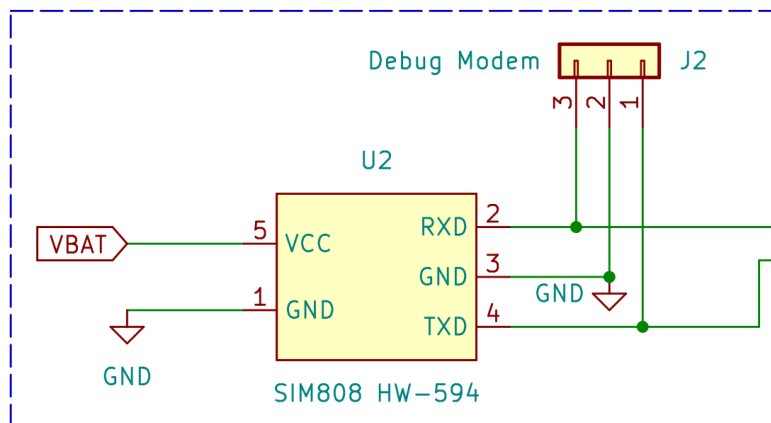 Debug Modem J2
3 2 1
U2
RXD 2
VBAT 5 VCC
GND 3
GND
1 GND
TXD 4
GND
SIM808 HW-594